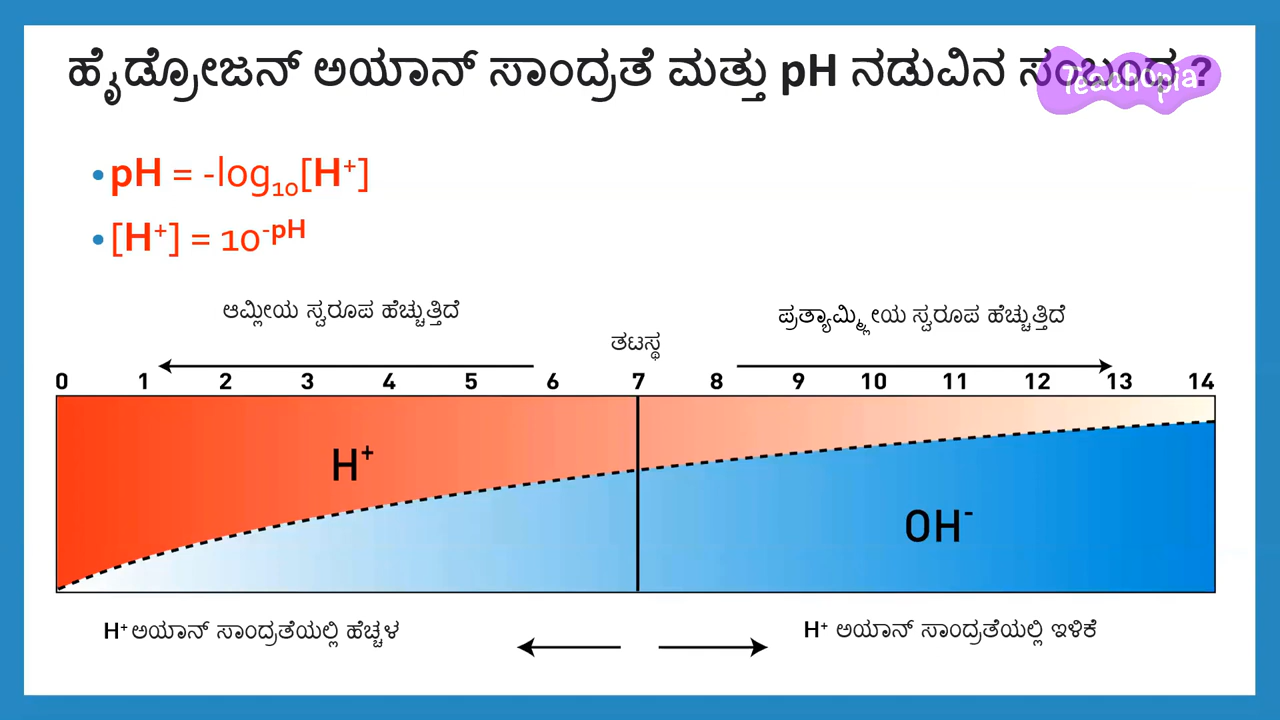 ಹೈಡ್ರೋಜನ್ ಅಯಾನ್ ಸಾಂದ್ರತೆ ಮತ್ತು pH ನಡುವಿನ ಸಂಬಂಧ ?
Teachopia
• pH = -log₁₀[H⁺]
• [H⁺] = 10⁻ᵖᴴ
ಆಮ್ಲೀಯ ಸ್ವರೂಪ ಹೆಚ್ಚುತ್ತಿದೆ
ಪ್ರತ್ಯಾಮ್ಲೀಯ ಸ್ವರೂಪ ಹೆಚ್ಚುತ್ತಿದೆ
ತಟಸ್ಥ
0 1 2 3 4 5 6 7 8 9 10 11 12 13 14
H⁺
OH⁻
H⁺ ಅಯಾನ್ ಸಾಂದ್ರತೆಯಲ್ಲಿ ಹೆಚ್ಚಳ
H⁺ ಅಯಾನ್ ಸಾಂದ್ರತೆಯಲ್ಲಿ ಇಳಿಕೆ